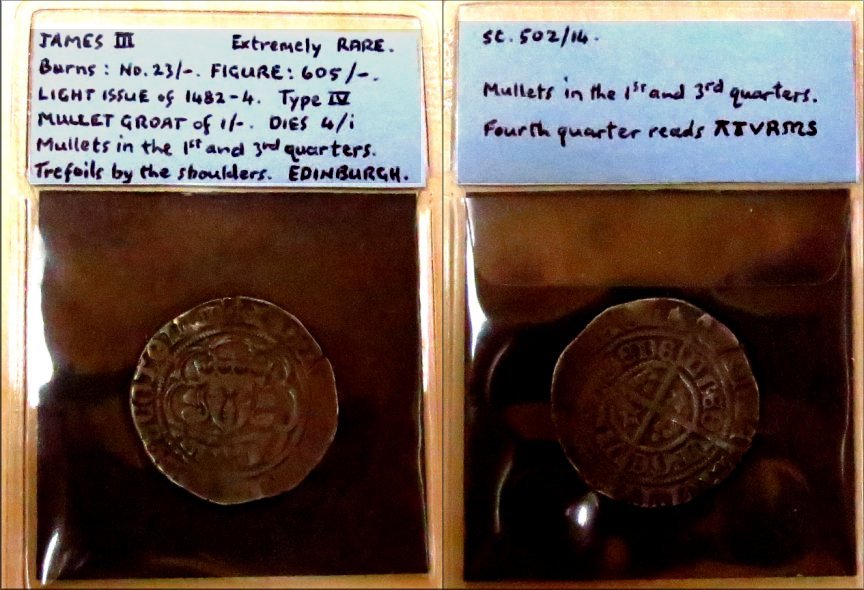 JAMES III Extremely RARE.
Burns: No. 23/-. FIGURE: 605/-.
LIGHT ISSUE of 1482-4. Type IV
MULLET GROAT of 1/-. DIES 4/i
Mullets in the 1st and 3rd quarters.
Trefoils by the shoulders. EDINBURGH.
St. 502/14.
Mullets in the 1st and 3rd quarters.
Fourth quarter reads